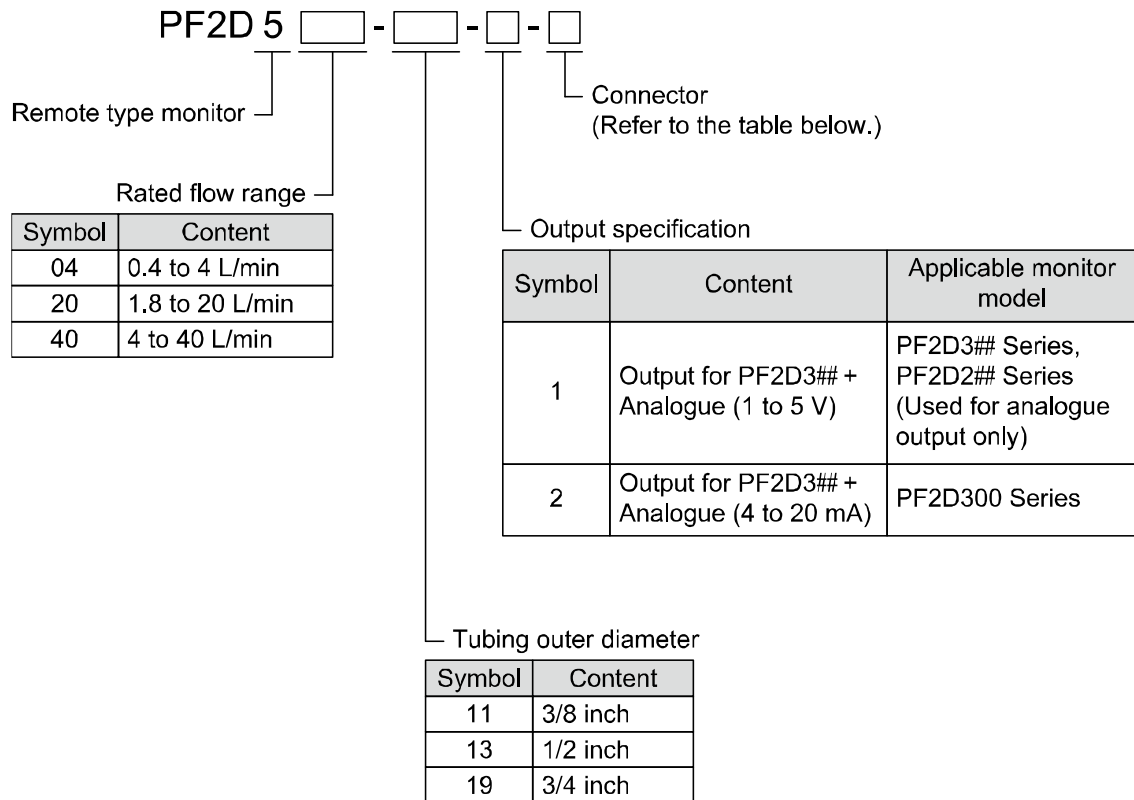 PF2D 5 - - -
Connector
(Refer to the table below.)
Remote type monitor
Rated flow range
Symbol Content
04 0.4 to 4 L/min
20 1.8 to 20 L/min
40 4 to 40 L/min
Output specification
Symbol Content Applicable monitor
model
1 Output for PF2D3## +
Analogue (1 to 5 V)
PF2D3## Series,
PF2D2## Series
(Used for analogue
output only)
2 Output for PF2D3## +
Analogue (4 to 20 mA)
PF2D300 Series
Tubing outer diameter
Symbol Content
11 3/8 inch
13 1/2 inch
19 3/4 inch